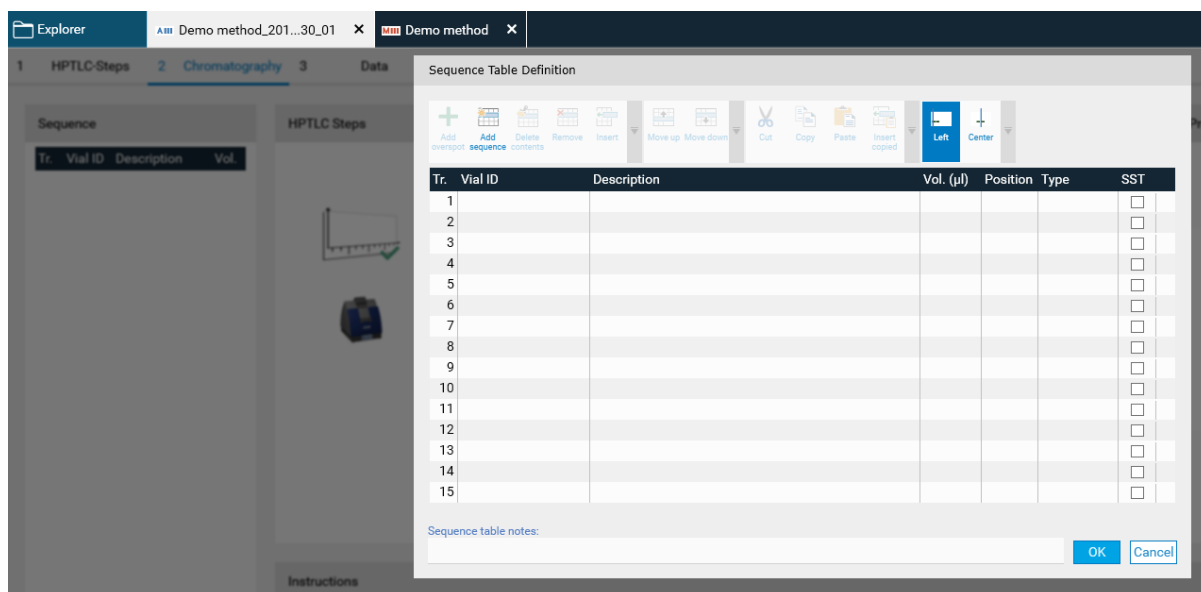 Explorer
AIII Demo method_201...30_01 ✕
MIII Demo method ✕
1 HPTLC-Steps 2 Chromatography 3 Data
Sequence Table Definition
Sequence
HPTLC Steps
Add overspot
Add sequence
Delete contents
Remove
Insert
Move up
Move down
Cut
Copy
Paste
Insert copied
Left
Center
Tr. Vial ID Description Vol.
Tr. Vial ID Description Vol. (µl) Position Type SST
1
2
3
4
5
6
7
8
9
10
11
12
13
14
15
Sequence table notes:
OK Cancel
Instructions